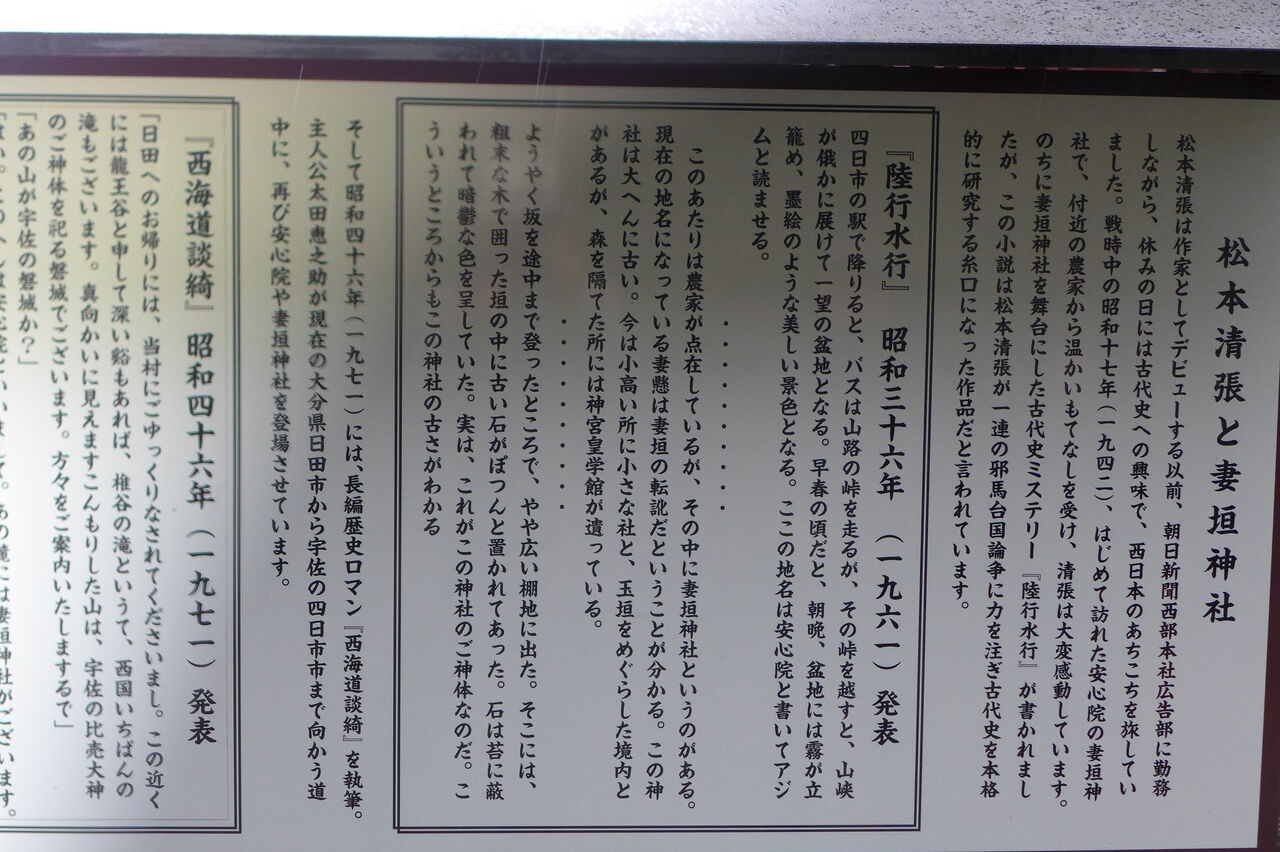 松本清張と妻垣神社
松本清張は作家としてデビューする以前、朝日新聞西部本社広告部に勤務
しながら、休みの日には古代史への興味で、西日本のあちこちを旅してい
ました。戦時中の昭和十七年（一九四二）、はじめて訪れた安心院の妻垣神
社で、付近の農家から温かいもてなしを受け、清張は大変感動しています。
のちに妻垣神社を舞台にした古代史ミステリー『陸行水行』が書かれまし
たが、この小説は松本清張が一連の邪馬台国論争に力を注ぎ古代史を本格
的に研究する糸口になった作品だと言われています。
『陸行水行』 昭和三十六年 （一九六一）発表
四日市の駅で降りると、バスは山路の峠を走るが、その峠を越すと、山峡
が俄かに展けて一望の盆地となる。早春の頃だと、朝晩、盆地には霧が立
籠め、墨絵のような美しい景色となる。ここの地名は安心院と書いてアジ
ムと読ませる。
・・・・・・・・・
このあたりは農家が点在しているが、その中に妻垣神社というのがある。
現在の地名になっている妻懸は妻垣の転訛だということが分かる。この神
社は大へんに古い。今は小高い所に小さな社と、玉垣をめぐらした境内と
があるが、森を隔てた所には神宮皇学館が遺っている。
・・・・・・・・・
ようやく坂を途中まで登ったところで、やや広い棚地に出た。そこには、
粗末な木で囲った垣の中に古い石がぽつんと置かれてあった。石は苔に蔽
われて暗鬱な色を呈していた。実は、これがこの神社のご神体なのだ。こ
ういうところからもこの神社の古さがわかる
そして昭和四十六年（一九七一）には、長編歴史ロマン『西海道談綺』を執筆。
主人公太田恵之助が現在の大分県日田市から宇佐の四日市市まで向かう道
中に、再び安心院や妻垣神社を登場させています。
『西海道談綺』 昭和四十六年 （一九七一）発表
「日田へのお帰りには、当村にごゆっくりなされてくださいまし。この近く
には龍王谷と申して深い谿もあれば、椎谷の滝というて、西国いちばんの
滝もございます。真向かいに見えますこんもりした山は、宇佐の比売大神
のご神体を祀る磐城でございます。方々をご案内いたしまするで」
「あの山が宇佐の磐城か？」